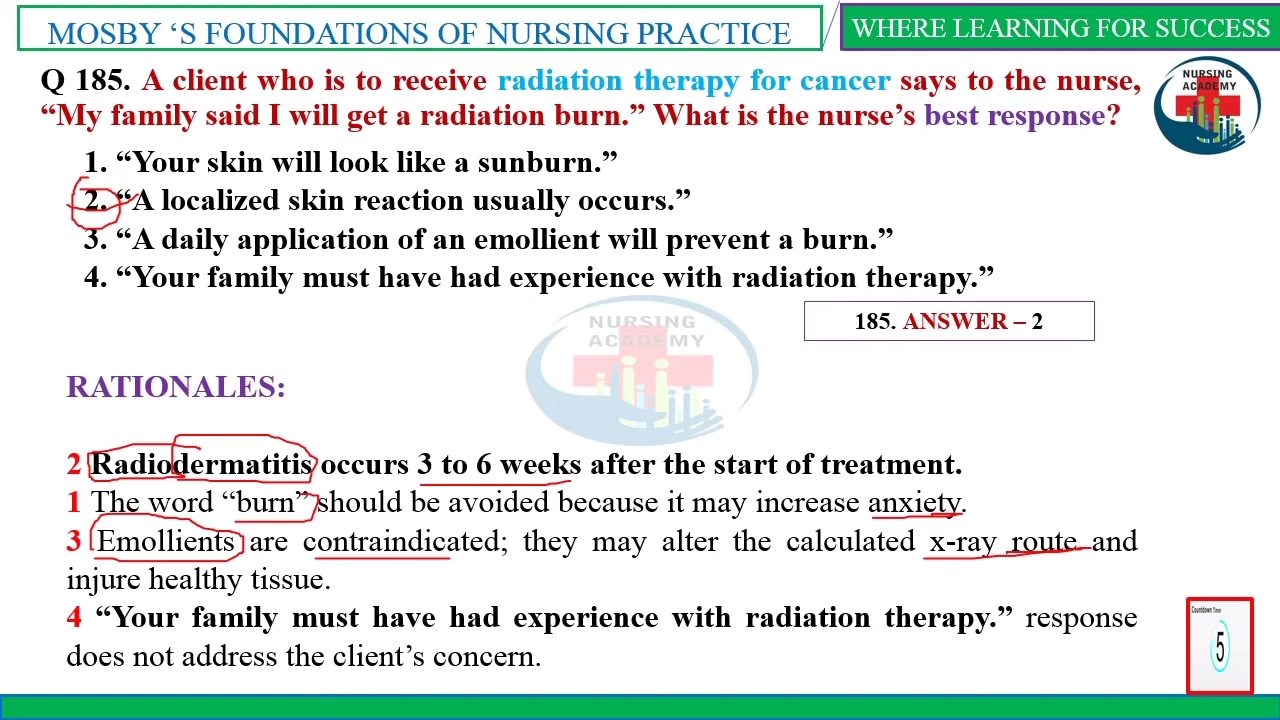 MOSBY ‘S FOUNDATIONS OF NURSING PRACTICE
WHERE LEARNING FOR SUCCESS
Q 185. A client who is to receive radiation therapy for cancer says to the nurse,
“My family said I will get a radiation burn.” What is the nurse’s best response?
NURSING
ACADEMY
1. “Your skin will look like a sunburn.”
2. “A localized skin reaction usually occurs.”
3. “A daily application of an emollient will prevent a burn.”
4. “Your family must have had experience with radiation therapy.”
185. ANSWER – 2
NURSING
ACADEMY
RATIONALES:
2 Radiodermatitis occurs 3 to 6 weeks after the start of treatment.
1 The word “burn” should be avoided because it may increase anxiety.
3 Emollients are contraindicated; they may alter the calculated x-ray route and
injure healthy tissue.
4 “Your family must have had experience with radiation therapy.” response
does not address the client’s concern.
Countdown Timer
5